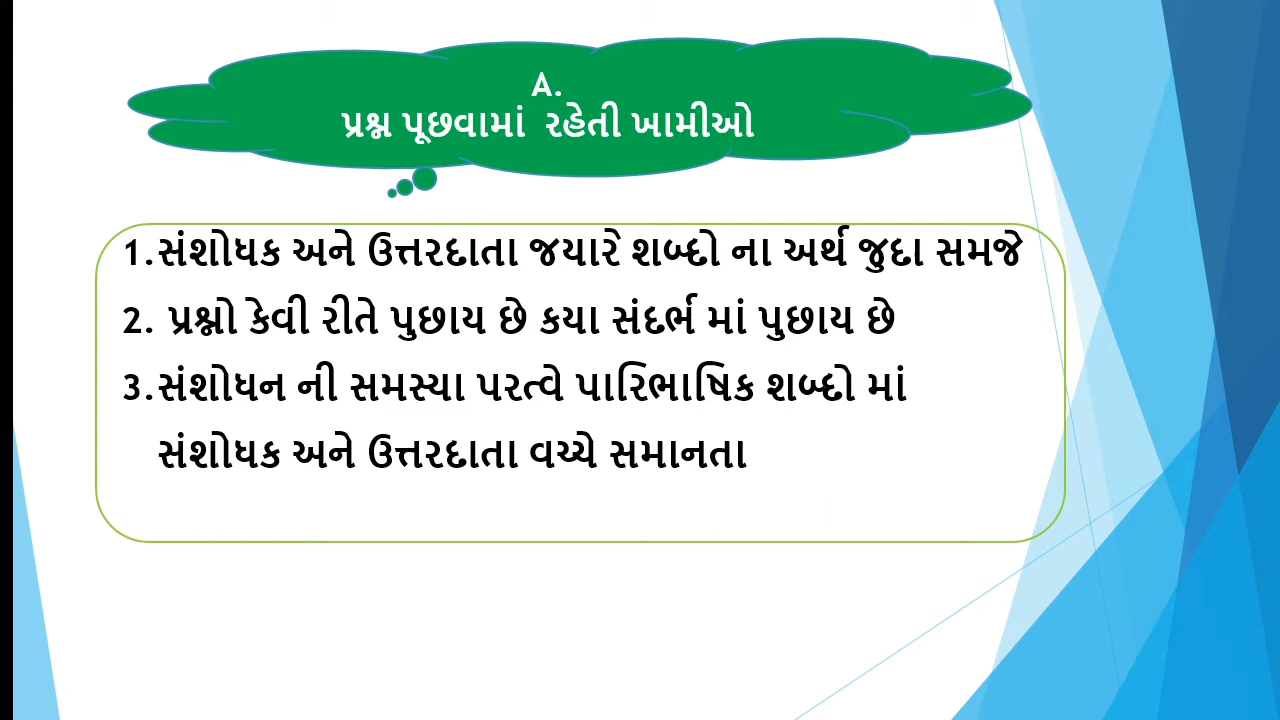 A.
પ્રશ્ન પૂછવામાં રહેતી ખામીઓ
1.સંશોધક અને ઉત્તરદાતા જયારે શબ્દો ના અર્થ જુદા સમજે
2. પ્રશ્નો કેવી રીતે પુછાય છે કયા સંદર્ભ માં પુછાય છે
3.સંશોધન ની સમસ્યા પરત્વે પારિભાષિક શબ્દો માં
સંશોધક અને ઉત્તરદાતા વચ્ચે સમાનતા